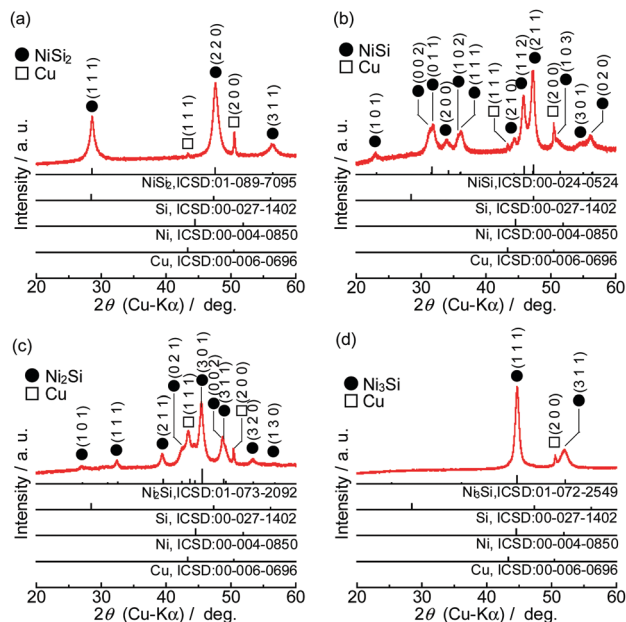 (a)
● NiSi₂
□ Cu
(1 1 1)
(2 2 0)
(1 1 1)
(2 0 0)
(3 1 1)
Intensity / a. u.
NiSi₂,ICSD:01-089-7095
Si, ICSD:00-027-1402
Ni, ICSD:00-004-0850
Cu, ICSD:00-006-0696
20 30 40 50 60
2θ (Cu-Kα) / deg.
(b)
● NiSi
□ Cu
(1 0 1)
(0 0 2)
(0 1 1)
(2 0 0)
(1 0 2)
(1 1 1)
(1 1 1)
(2 1 0)
(1 1 2)
(2 1 1)
(2 0 0)
(1 0 3)
(3 0 1)
(0 2 0)
Intensity / a. u.
NiSi,ICSD:00-024-0524
Si, ICSD:00-027-1402
Ni, ICSD:00-004-0850
Cu, ICSD:00-006-0696
20 30 40 50 60
2θ (Cu-Kα) / deg.
(c)
● Ni₂Si
□ Cu
(1 0 1)
(1 1 1)
(2 1 1)
(0 2 1)
(1 1 1)
(3 0 1)
(0 0 2)
(3 1 1)
(2 0 0)
(3 2 0)
(1 3 0)
Intensity / a. u.
Ni₂Si,ICSD:01-073-2092
Si, ICSD:00-027-1402
Ni, ICSD:00-004-0850
Cu, ICSD:00-006-0696
20 30 40 50 60
2θ (Cu-Kα) / deg.
(d)
● Ni₃Si
□ Cu
(1 1 1)
(2 0 0)
(3 1 1)
Intensity / a. u.
Ni₃Si,ICSD:01-072-2549
Si, ICSD:00-027-1402
Ni, ICSD:00-004-0850
Cu, ICSD:00-006-0696
20 30 40 50 60
2θ (Cu-Kα) / deg.